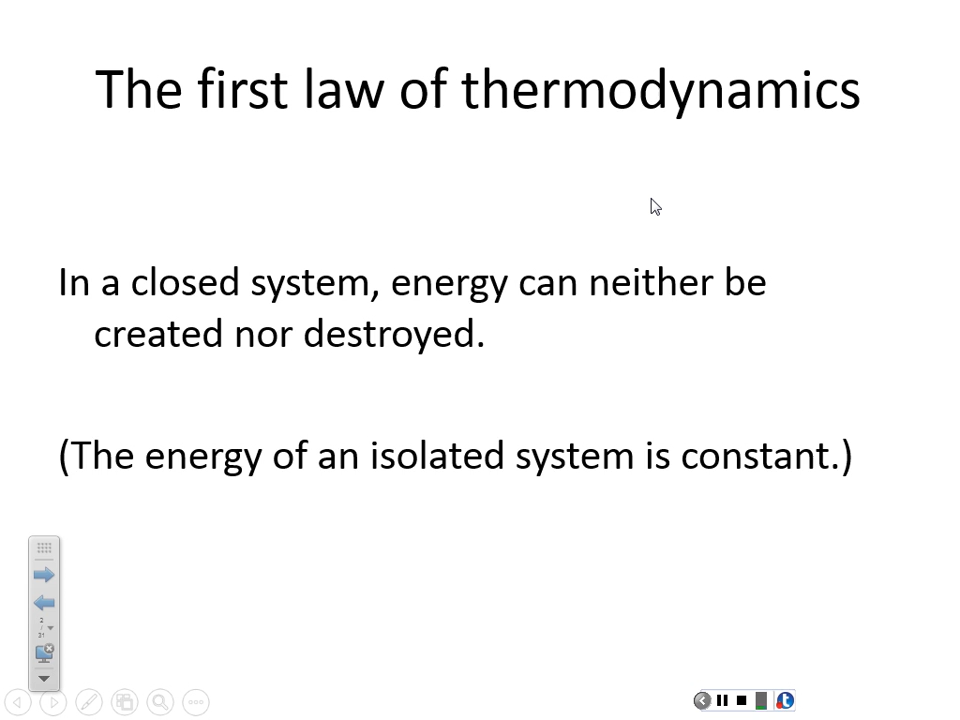 The first law of thermodynamics
In a closed system, energy can neither be
created nor destroyed.
(The energy of an isolated system is constant.)